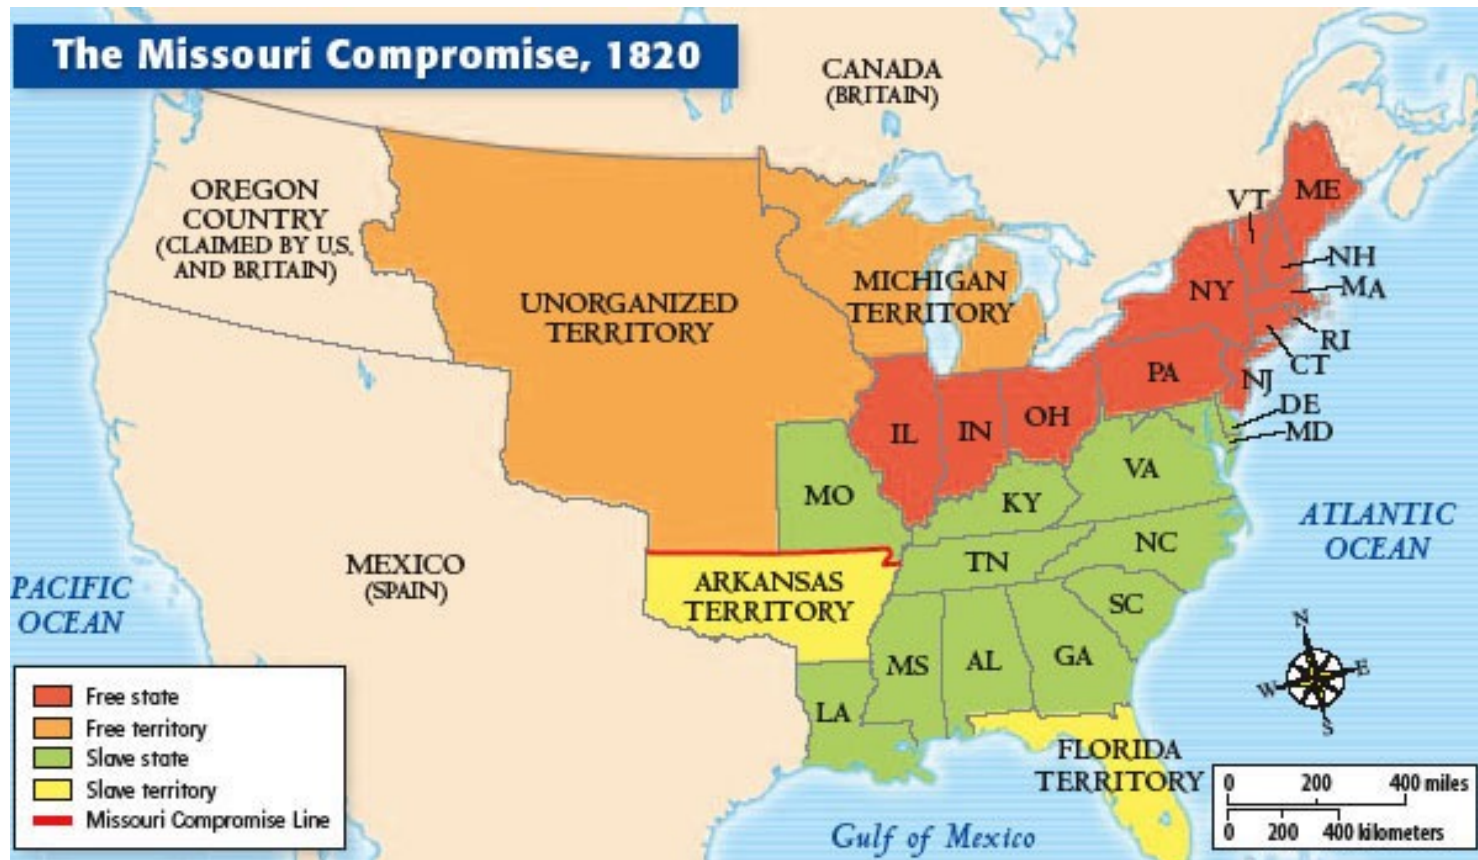 The Missouri Compromise, 1820
CANADA
(BRITAIN)
OREGON
COUNTRY
(CLAIMED BY U.S.
AND BRITAIN)
UNORGANIZED
TERRITORY
MICHIGAN
TERRITORY
VT
ME
NH
MA
NY
RI
CT
PA
NJ
DE
MD
IL
IN
OH
VA
MO
KY
NC
TN
ATLANTIC
OCEAN
MEXICO
(SPAIN)
PACIFIC
OCEAN
ARKANSAS
TERRITORY
SC
MS
AL
GA
LA
FLORIDA
TERRITORY
N
W
E
S
Free state
Free territory
Slave state
Slave territory
Missouri Compromise Line
Gulf of Mexico
0 200 400 miles
0 200 400 kilometers